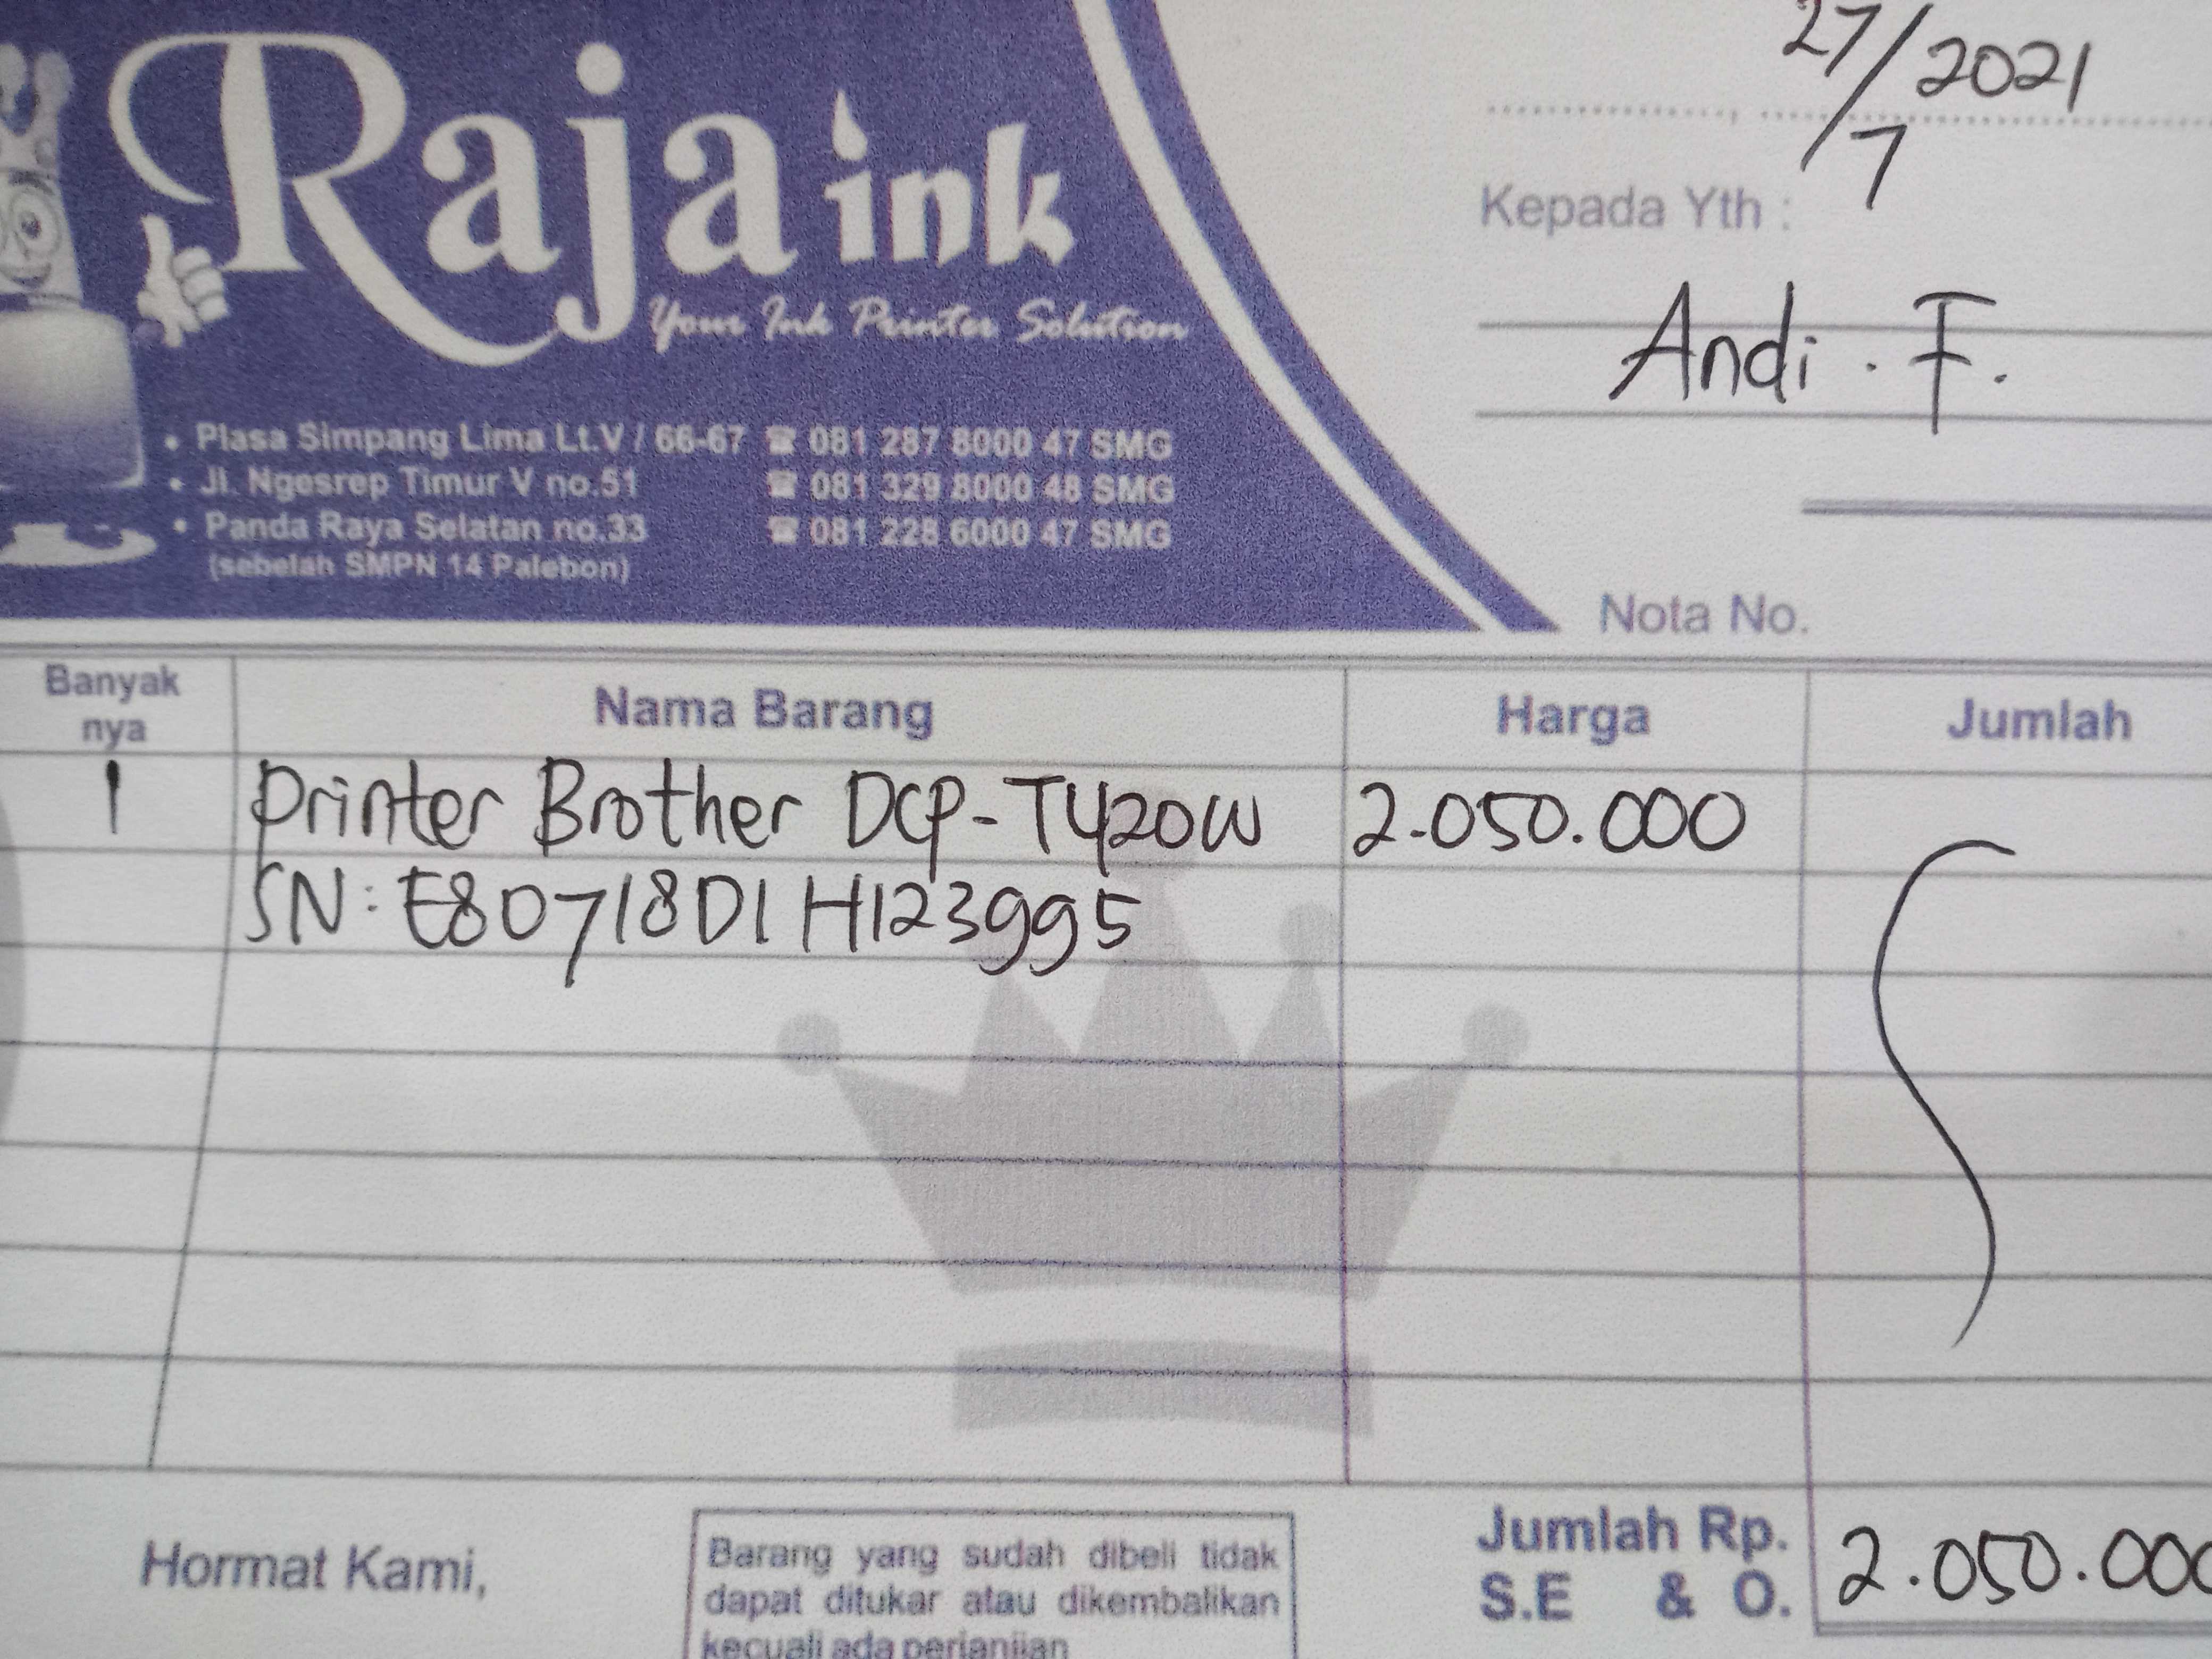 Raja ink
Your Ink Printer Solution
• Plasa Simpang Lima Lt.V / 66-67 ☎ 081 287 8000 47 SMG
• Jl. Ngesrep Timur V no.51 ☎ 081 329 8000 48 SMG
• Panda Raya Selatan no.33 ☎ 081 228 6000 47 SMG
(sebelah SMPN 14 Palebon)
27/7 2021
Kepada Yth :
Andi . F.
Nota No.
Banyak nya Nama Barang Harga Jumlah
1 Printer Brother DCP-T420W 2.050.000
SN: E80718D1H123995
Hormat Kami,
Barang yang sudah dibeli tidak
dapat ditukar atau dikembalikan
kecuali ada perjanjian
Jumlah Rp. 2.050.000
S.E & O.